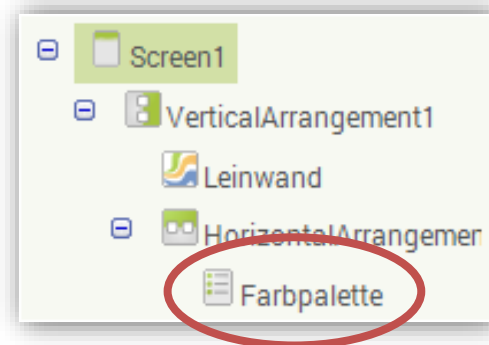 Screen1
VerticalArrangement1
Leinwand
HorizontalArrangemen
Farbpalette